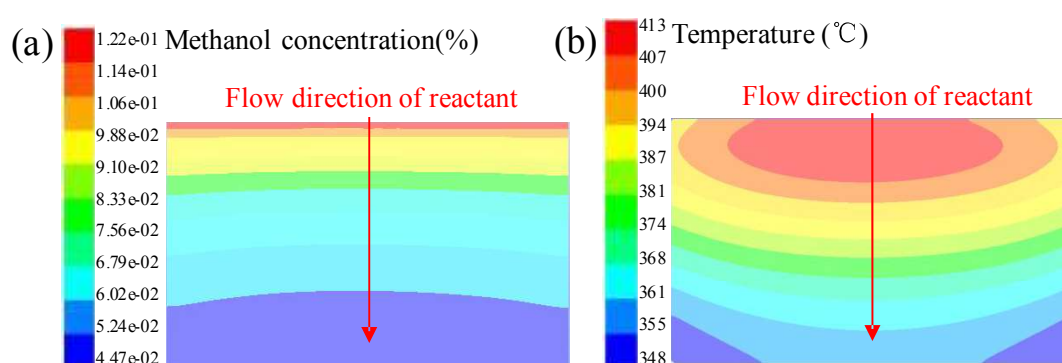 (a)
Methanol concentration(%)
1.22e-01
1.14e-01
1.06e-01
9.88e-02
9.10e-02
8.33e-02
7.56e-02
6.79e-02
6.02e-02
5.24e-02
4.47e-02
Flow direction of reactant
(b)
Temperature (℃)
413
407
400
394
387
381
374
368
361
355
348
Flow direction of reactant